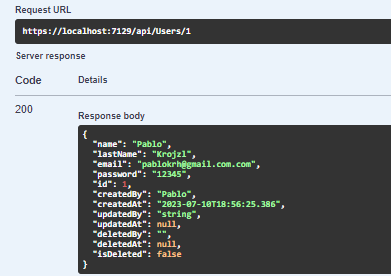 Request URL
https://localhost:7129/api/Users/1
Server response
Code Details
200
Response body
{
"name": "Pablo",
"lastName": "Krojzl",
"email": "pablokrh@gmail.com.com",
"password": "12345",
"id": 1,
"createdBy": "Pablo",
"createdAt": "2023-07-10T18:56:25.386",
"updatedBy": "string",
"updatedAt": null,
"deletedBy": "",
"deletedAt": null,
"isDeleted": false
}